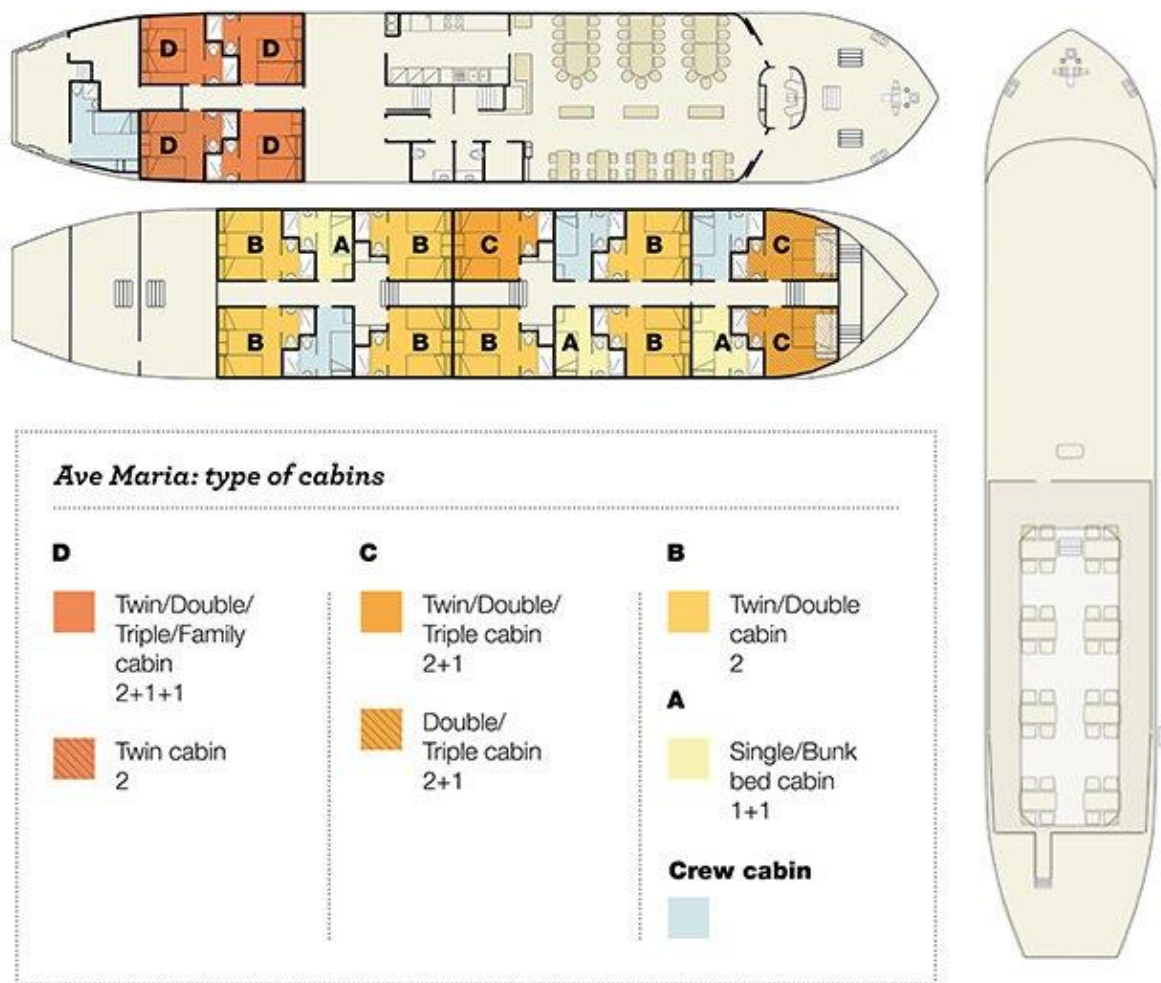 D
D
D
D
B
A
B
C
B
C
B
B
B
A
B
A
C
Ave Maria: type of cabins
D
Twin/Double/
Triple/Family
cabin
2+1+1
Twin cabin
2
C
Twin/Double/
Triple cabin
2+1
Double/
Triple cabin
2+1
B
Twin/Double
cabin
2
A
Single/Bunk
bed cabin
1+1
Crew cabin